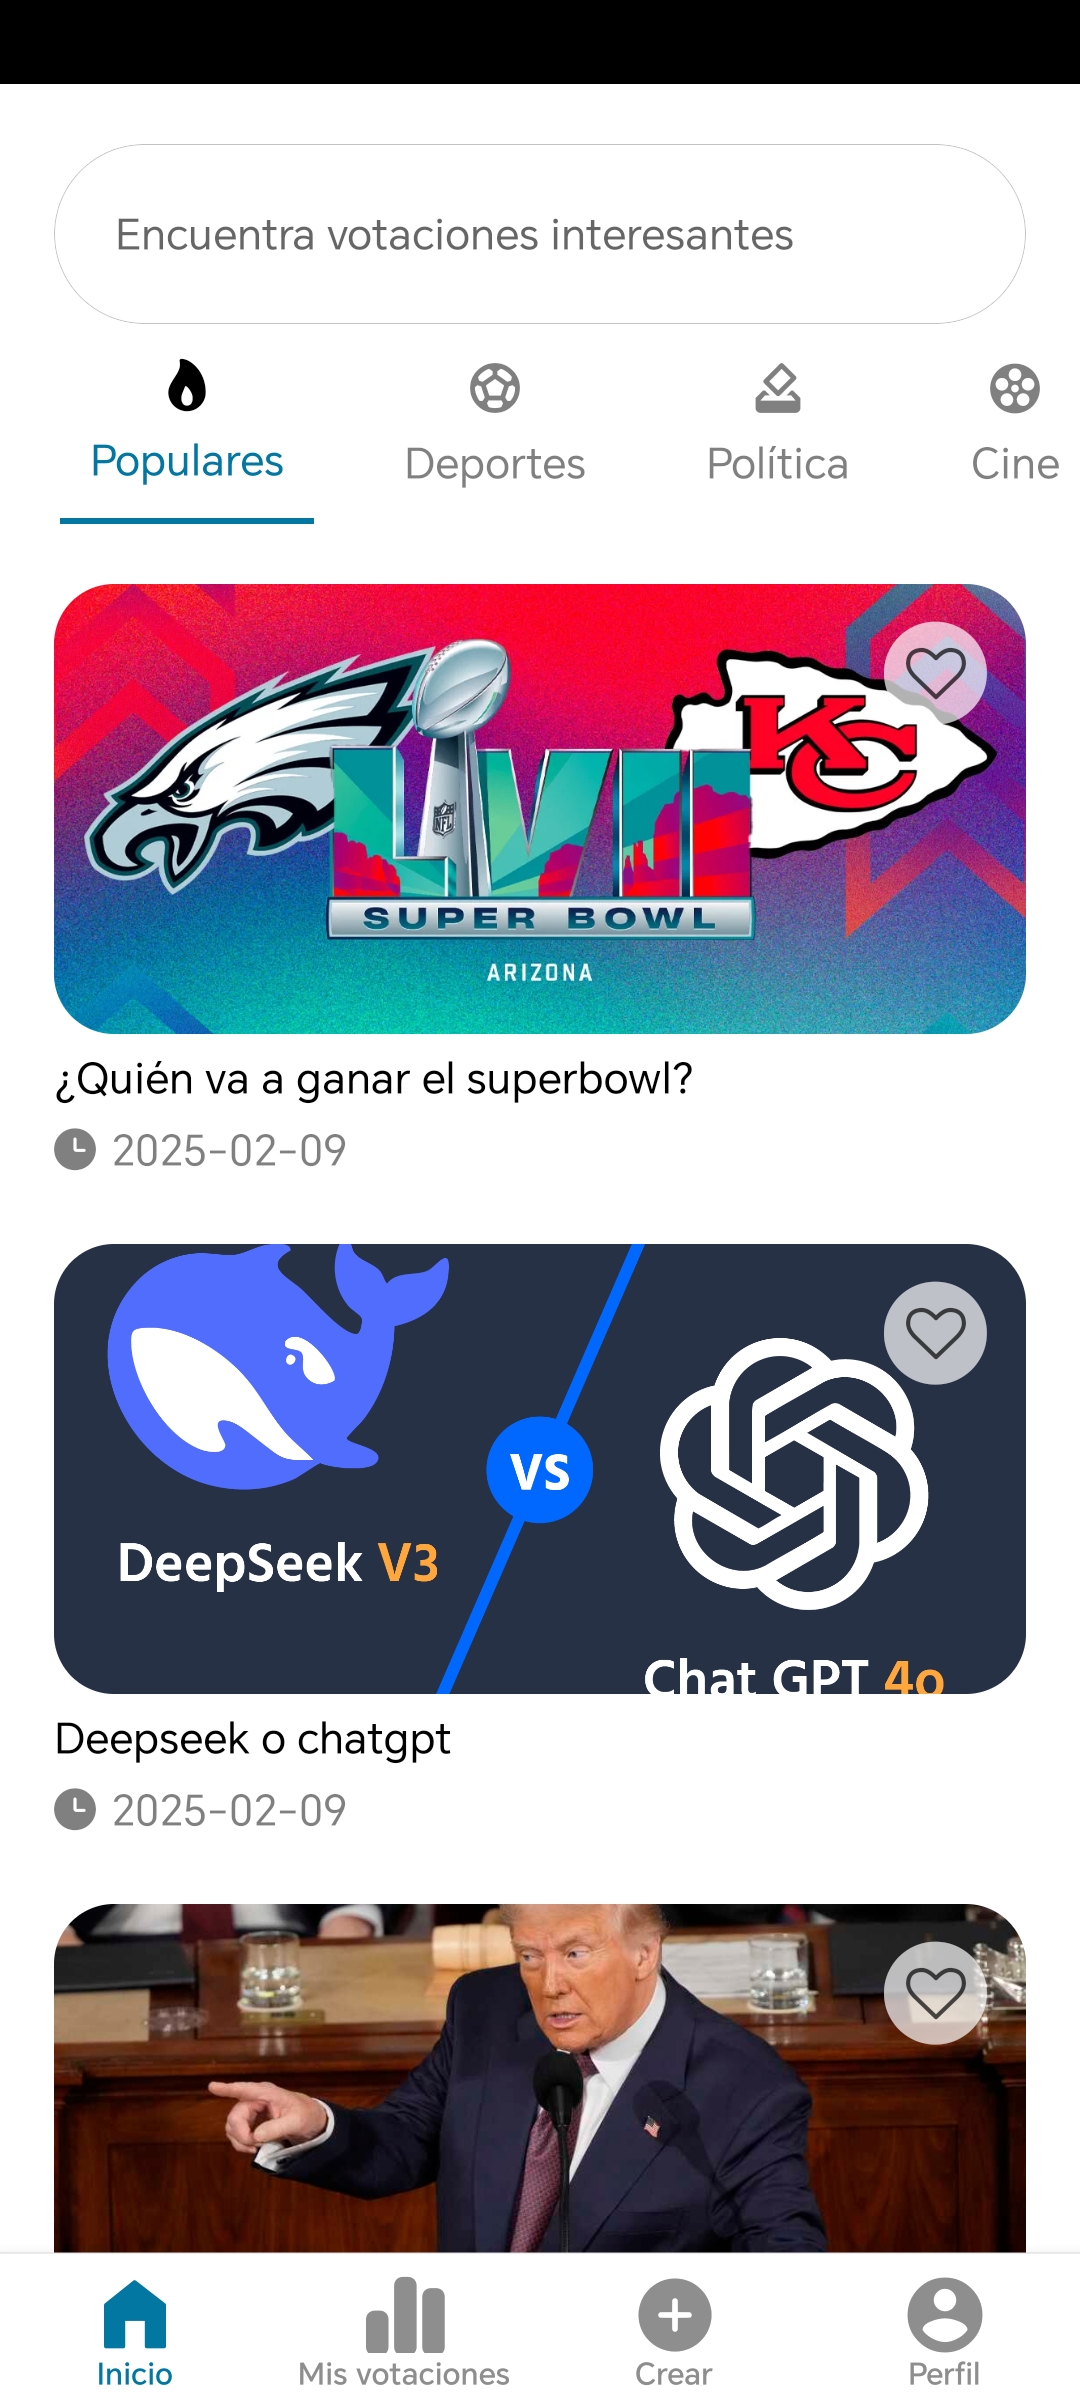 Encuentra votaciones interesantes
Populares
Deportes
Política
Cine
KC
LVII
NFL
SUPER BOWL
ARIZONA
¿Quién va a ganar el superbowl?
2025-02-09
VS
DeepSeek V3
Chat GPT 4o
Deepseek o chatgpt
2025-02-09
Inicio
Mis votaciones
Crear
Perfil